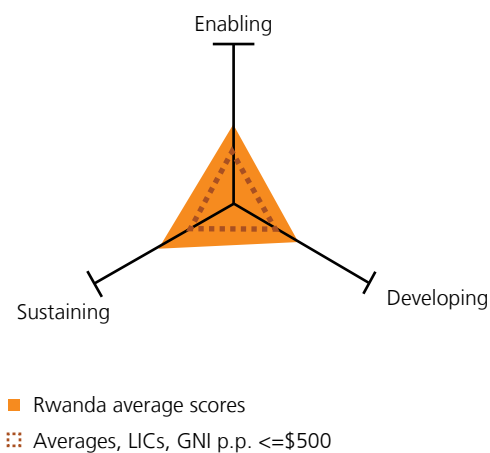 Enabling
Developing
Sustaining
Rwanda average scores
Averages, LICs, GNI p.p. <=$500